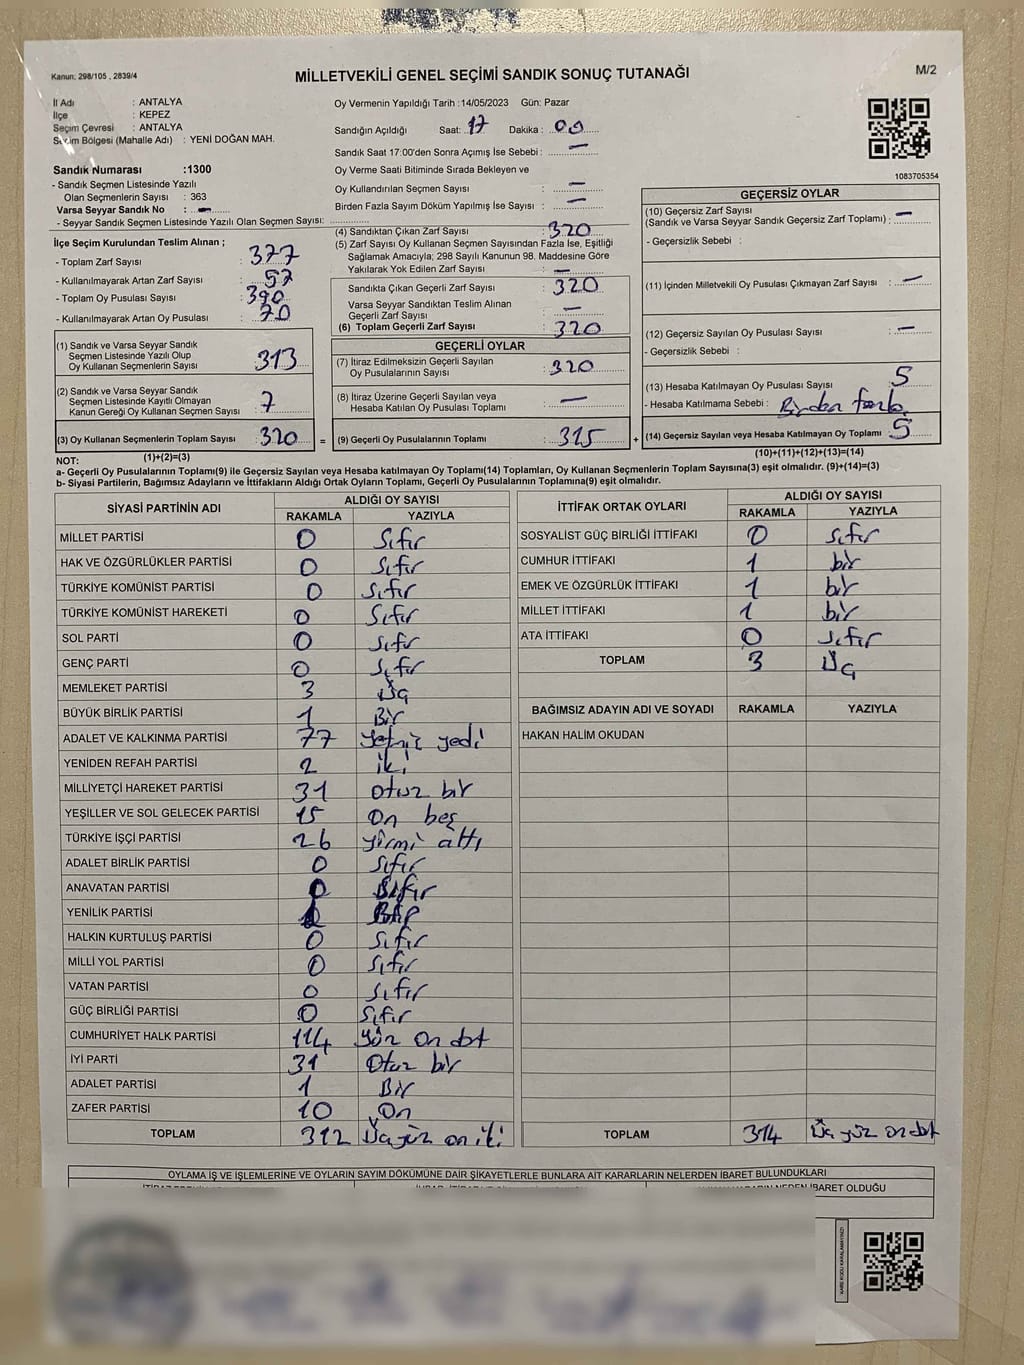 Kanun: 298/105 , 2839/4
MİLLETVEKİLİ GENEL SEÇİMİ SANDIK SONUÇ TUTANAĞI
M/2
İl Adı : ANTALYA
İlçe : KEPEZ
Seçim Çevresi : ANTALYA
Seçim Bölgesi (Mahalle Adı) : YENİ DOĞAN MAH.
Sandık Numarası :1300
- Sandık Seçmen Listesinde Yazılı
Olan Seçmenlerin Sayısı : 363
Varsa Seyyar Sandık No : -
- Seyyar Sandık Seçmen Listesinde Yazılı Olan Seçmen Sayısı:
Oy Vermenin Yapıldığı Tarih :14/05/2023 Gün: Pazar
Sandığın Açıldığı Saat: 17 Dakika : 00
Sandık Saat 17:00'den Sonra Açımış İse Sebebi : -
Oy Verme Saati Bitiminde Sırada Bekleyen ve
Oy Kullandırılan Seçmen Sayısı : -
Birden Fazla Sayım Döküm Yapılmış İse Sayısı : -
1083705354
İlçe Seçim Kurulundan Teslim Alınan ;
- Toplam Zarf Sayısı : 377
- Kullanılmayarak Artan Zarf Sayısı : 57
- Toplam Oy Pusulası Sayısı : 390
- Kullanılmayarak Artan Oy Pusulası : 70
(1) Sandık ve Varsa Seyyar Sandık
Seçmen Listesinde Yazılı Olup
Oy Kullanan Seçmenlerin Sayısı : 313
(2) Sandık ve Varsa Seyyar Sandık
Seçmen Listesinde Kayıtlı Olmayan
Kanun Gereği Oy Kullanan Seçmen Sayısı : 7
(3) Oy Kullanan Seçmenlerin Toplam Sayısı : 320 =
(1)+(2)=(3)
(4) Sandıktan Çıkan Zarf Sayısı : 320
(5) Zarf Sayısı Oy Kullanan Seçmen Sayısından Fazla İse, Eşitliği
Sağlamak Amacıyla; 298 Sayılı Kanunun 98. Maddesine Göre
Yakılarak Yok Edilen Zarf Sayısı : -
Sandıkta Çıkan Geçerli Zarf Sayısı : 320
Varsa Seyyar Sandıktan Teslim Alınan
Geçerli Zarf Sayısı : -
(6) Toplam Geçerli Zarf Sayısı : 320
GEÇERLİ OYLAR
(7) İtiraz Edilmeksizin Geçerli Sayılan
Oy Pusulalarının Sayısı : 320
(8) İtiraz Üzerine Geçerli Sayılan veya
Hesaba Katılan Oy Pusulası Toplamı : -
(9) Geçerli Oy Pusulalarının Toplamı : 315 +
GEÇERSİZ OYLAR
(10) Geçersiz Zarf Sayısı
(Sandık ve Varsa Seyyar Sandık Geçersiz Zarf Toplamı) : -
- Geçersizlik Sebebi :
(11) İçinden Milletvekili Oy Pusulası Çıkmayan Zarf Sayısı : -
(12) Geçersiz Sayılan Oy Pusulası Sayısı : -
- Geçersizlik Sebebi :
(13) Hesaba Katılmayan Oy Pusulası Sayısı : 5
- Hesaba Katılmama Sebebi : Birden fazla
(14) Geçersiz Sayılan veya Hesaba Katılmayan Oy Toplamı : 5
(10)+(11)+(12)+(13)=(14)
NOT:
a- Geçerli Oy Pusulalarının Toplamı(9) ile Geçersiz Sayılan veya Hesaba katılmayan Oy Toplamı(14) Toplamları, Oy Kullanan Seçmenlerin Toplam Sayısına(3) eşit olmalıdır. (9)+(14)=(3)
b- Siyasi Partilerin, Bağımsız Adayların ve İttifakların Aldığı Ortak Oyların Toplamı, Geçerli Oy Pusulalarının Toplamına(9) eşit olmalıdır.
SİYASİ PARTİNİN ADI ALDIĞI OY SAYISI
RAKAMLA YAZIYLA
MİLLET PARTİSİ 0 Sıfır
HAK VE ÖZGÜRLÜKLER PARTİSİ 0 Sıfır
TÜRKİYE KOMÜNİST PARTİSİ 0 Sıfır
TÜRKİYE KOMÜNİST HAREKETİ 0 Sıfır
SOL PARTİ 0 Sıfır
GENÇ PARTİ 0 Sıfır
MEMLEKET PARTİSİ 3 Üç
BÜYÜK BİRLİK PARTİSİ 1 Bir
ADALET VE KALKINMA PARTİSİ 77 yetmiş yedi
YENİDEN REFAH PARTİSİ 2 iki
MİLLİYETÇİ HAREKET PARTİSİ 31 otuz bir
YEŞİLLER VE SOL GELECEK PARTİSİ 15 On beş
TÜRKİYE İŞÇİ PARTİSİ 26 yirmi altı
ADALET BİRLİK PARTİSİ 0 Sıfır
ANAVATAN PARTİSİ 0 Sıfır
YENİLİK PARTİSİ
HALKIN KURTULUŞ PARTİSİ 0 Sıfır
MİLLİ YOL PARTİSİ 0 Sıfır
VATAN PARTİSİ 0 Sıfır
GÜÇ BİRLİĞİ PARTİSİ 0 Sıfır
CUMHURİYET HALK PARTİSİ 114 yüz on dört
İYİ PARTİ 31 Otuz bir
ADALET PARTİSİ 1 Bir
ZAFER PARTİSİ 10 On
TOPLAM 312 Üçyüz on iki
İTTİFAK ORTAK OYLARI ALDIĞI OY SAYISI
RAKAMLA YAZIYLA
SOSYALİST GÜÇ BİRLİĞİ İTTİFAKI 0 Sıfır
CUMHUR İTTİFAKI 1 bir
EMEK VE ÖZGÜRLÜK İTTİFAKI 1 bir
MİLLET İTTİFAKI 1 bir
ATA İTTİFAKI 0 Sıfır
TOPLAM 3 Üç
BAĞIMSIZ ADAYIN ADI VE SOYADI RAKAMLA YAZIYLA
HAKAN HALİM OKUDAN
TOPLAM 314 Üç yüz on dört
OYLAMA İŞ VE İŞLEMLERİNE VE OYLARIN SAYIM DÖKÜMÜNE DAİR ŞİKAYETLERLE BUNLARA AİT KARARLARIN NELERDEN İBARET BULUNDUKLARI
NEDEN İBARET OLDUĞU
KARE KODU KARALAMAYINIZ!